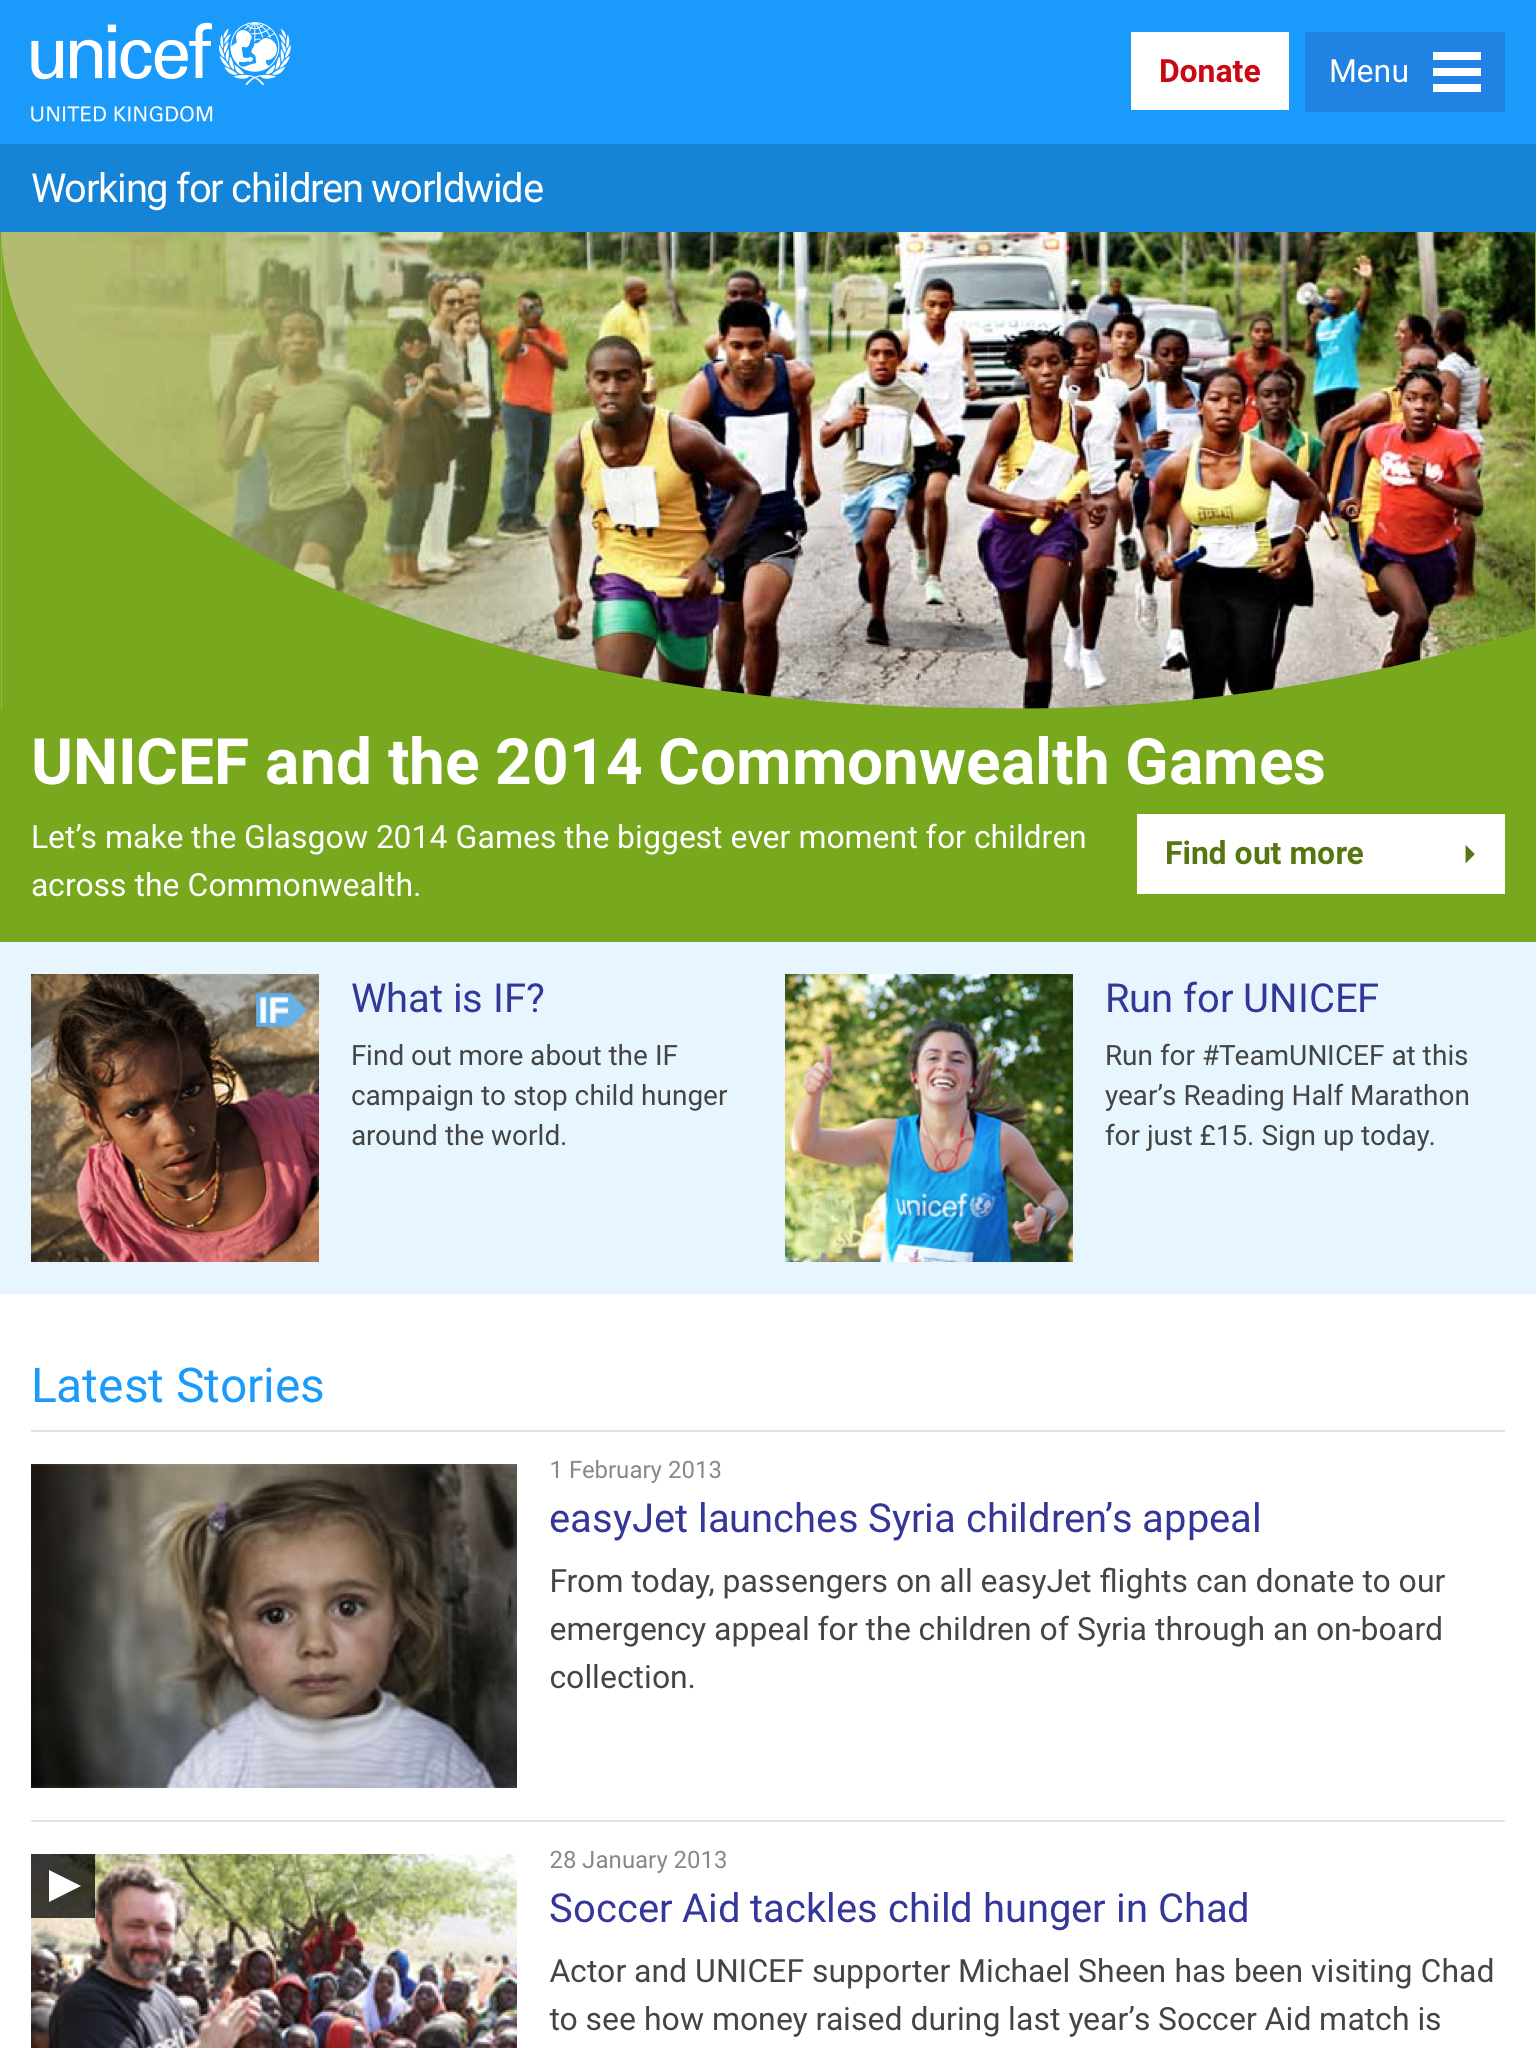 unicef
UNITED KINGDOM
Donate
Menu
Working for children worldwide
UNICEF and the 2014 Commonwealth Games
Let’s make the Glasgow 2014 Games the biggest ever moment for children
across the Commonwealth.
Find out more
IF
What is IF?
Find out more about the IF
campaign to stop child hunger
around the world.
unicef
Run for UNICEF
Run for #TeamUNICEF at this
year’s Reading Half Marathon
for just £15. Sign up today.
Latest Stories
1 February 2013
easyJet launches Syria children’s appeal
From today, passengers on all easyJet flights can donate to our
emergency appeal for the children of Syria through an on-board
collection.
28 January 2013
Soccer Aid tackles child hunger in Chad
Actor and UNICEF supporter Michael Sheen has been visiting Chad
to see how money raised during last year’s Soccer Aid match is